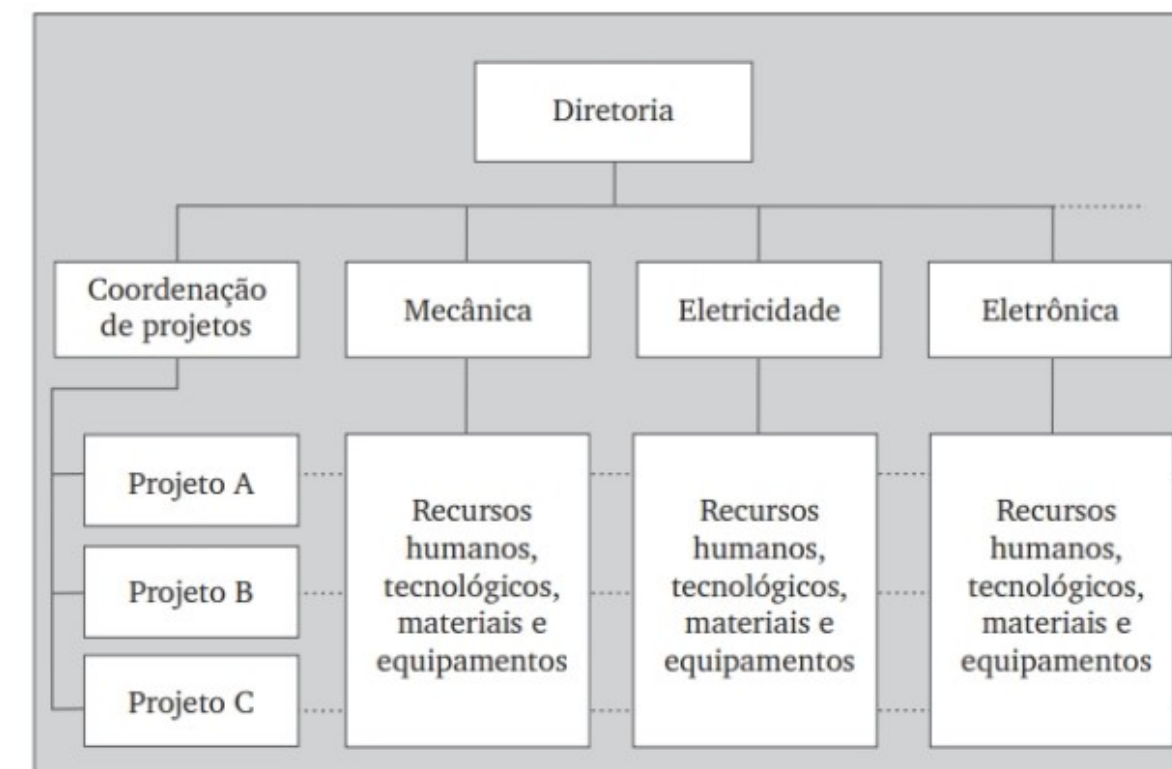 Diretoria
Coordenação
de projetos
Mecânica
Eletricidade
Eletrônica
Projeto A
Projeto B
Projeto C
Recursos
humanos,
tecnológicos,
materiais e
equipamentos
Recursos
humanos,
tecnológicos,
materiais e
equipamentos
Recursos
humanos,
tecnológicos,
materiais e
equipamentos